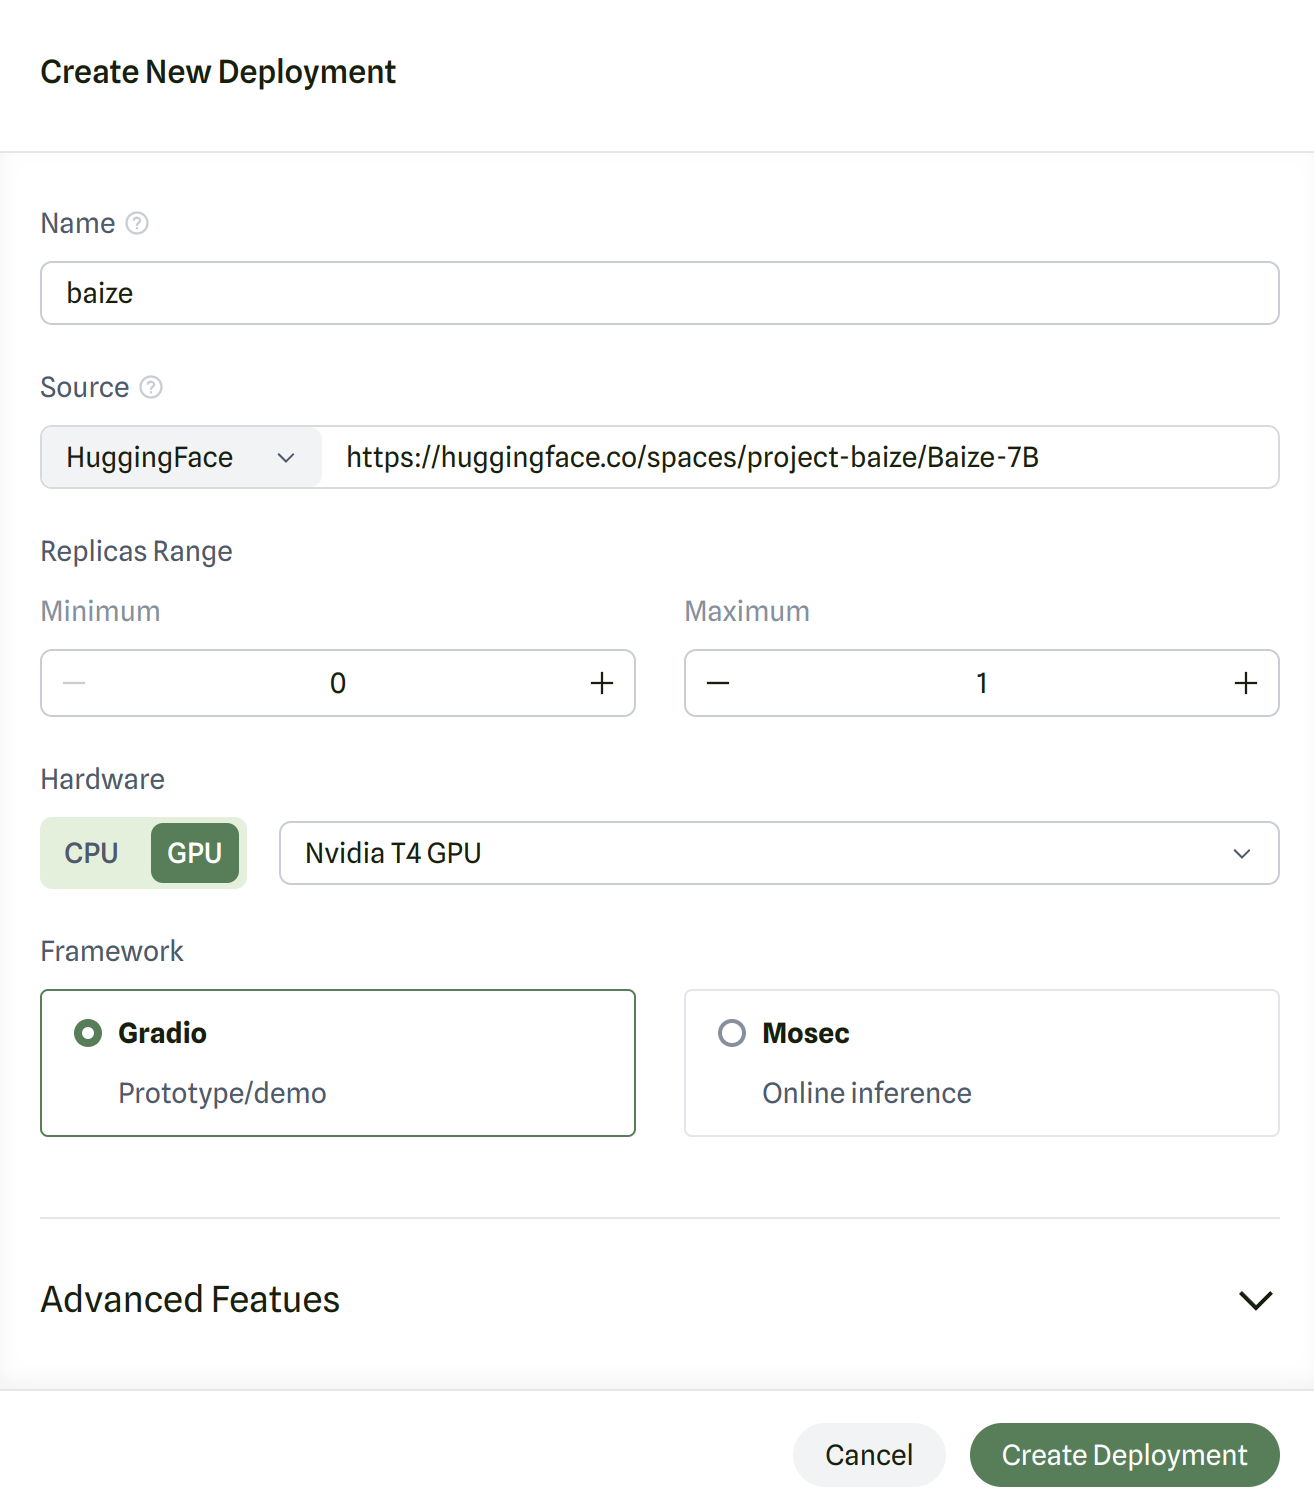 Create New Deployment
Name ?
baize
Source ?
HuggingFace https://huggingface.co/spaces/project-baize/Baize-7B
Replicas Range
Minimum Maximum
0 1
Hardware
CPU GPU Nvidia T4 GPU
Framework
Gradio Mosec
Prototype/demo Online inference
Advanced Featues
Cancel Create Deployment